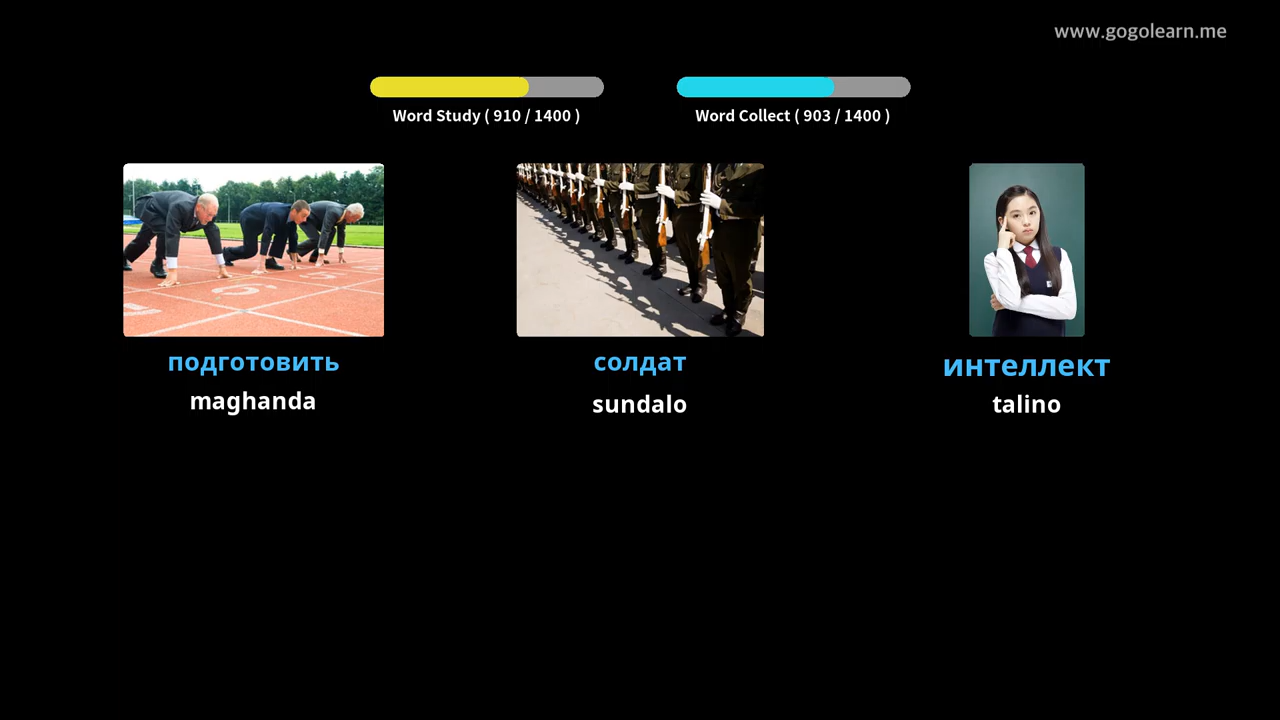 www.gogolearn.me
Word Study ( 910 / 1400 )
Word Collect ( 903 / 1400 )
подготовить
солдат
интеллект
maghanda
sundalo
talino